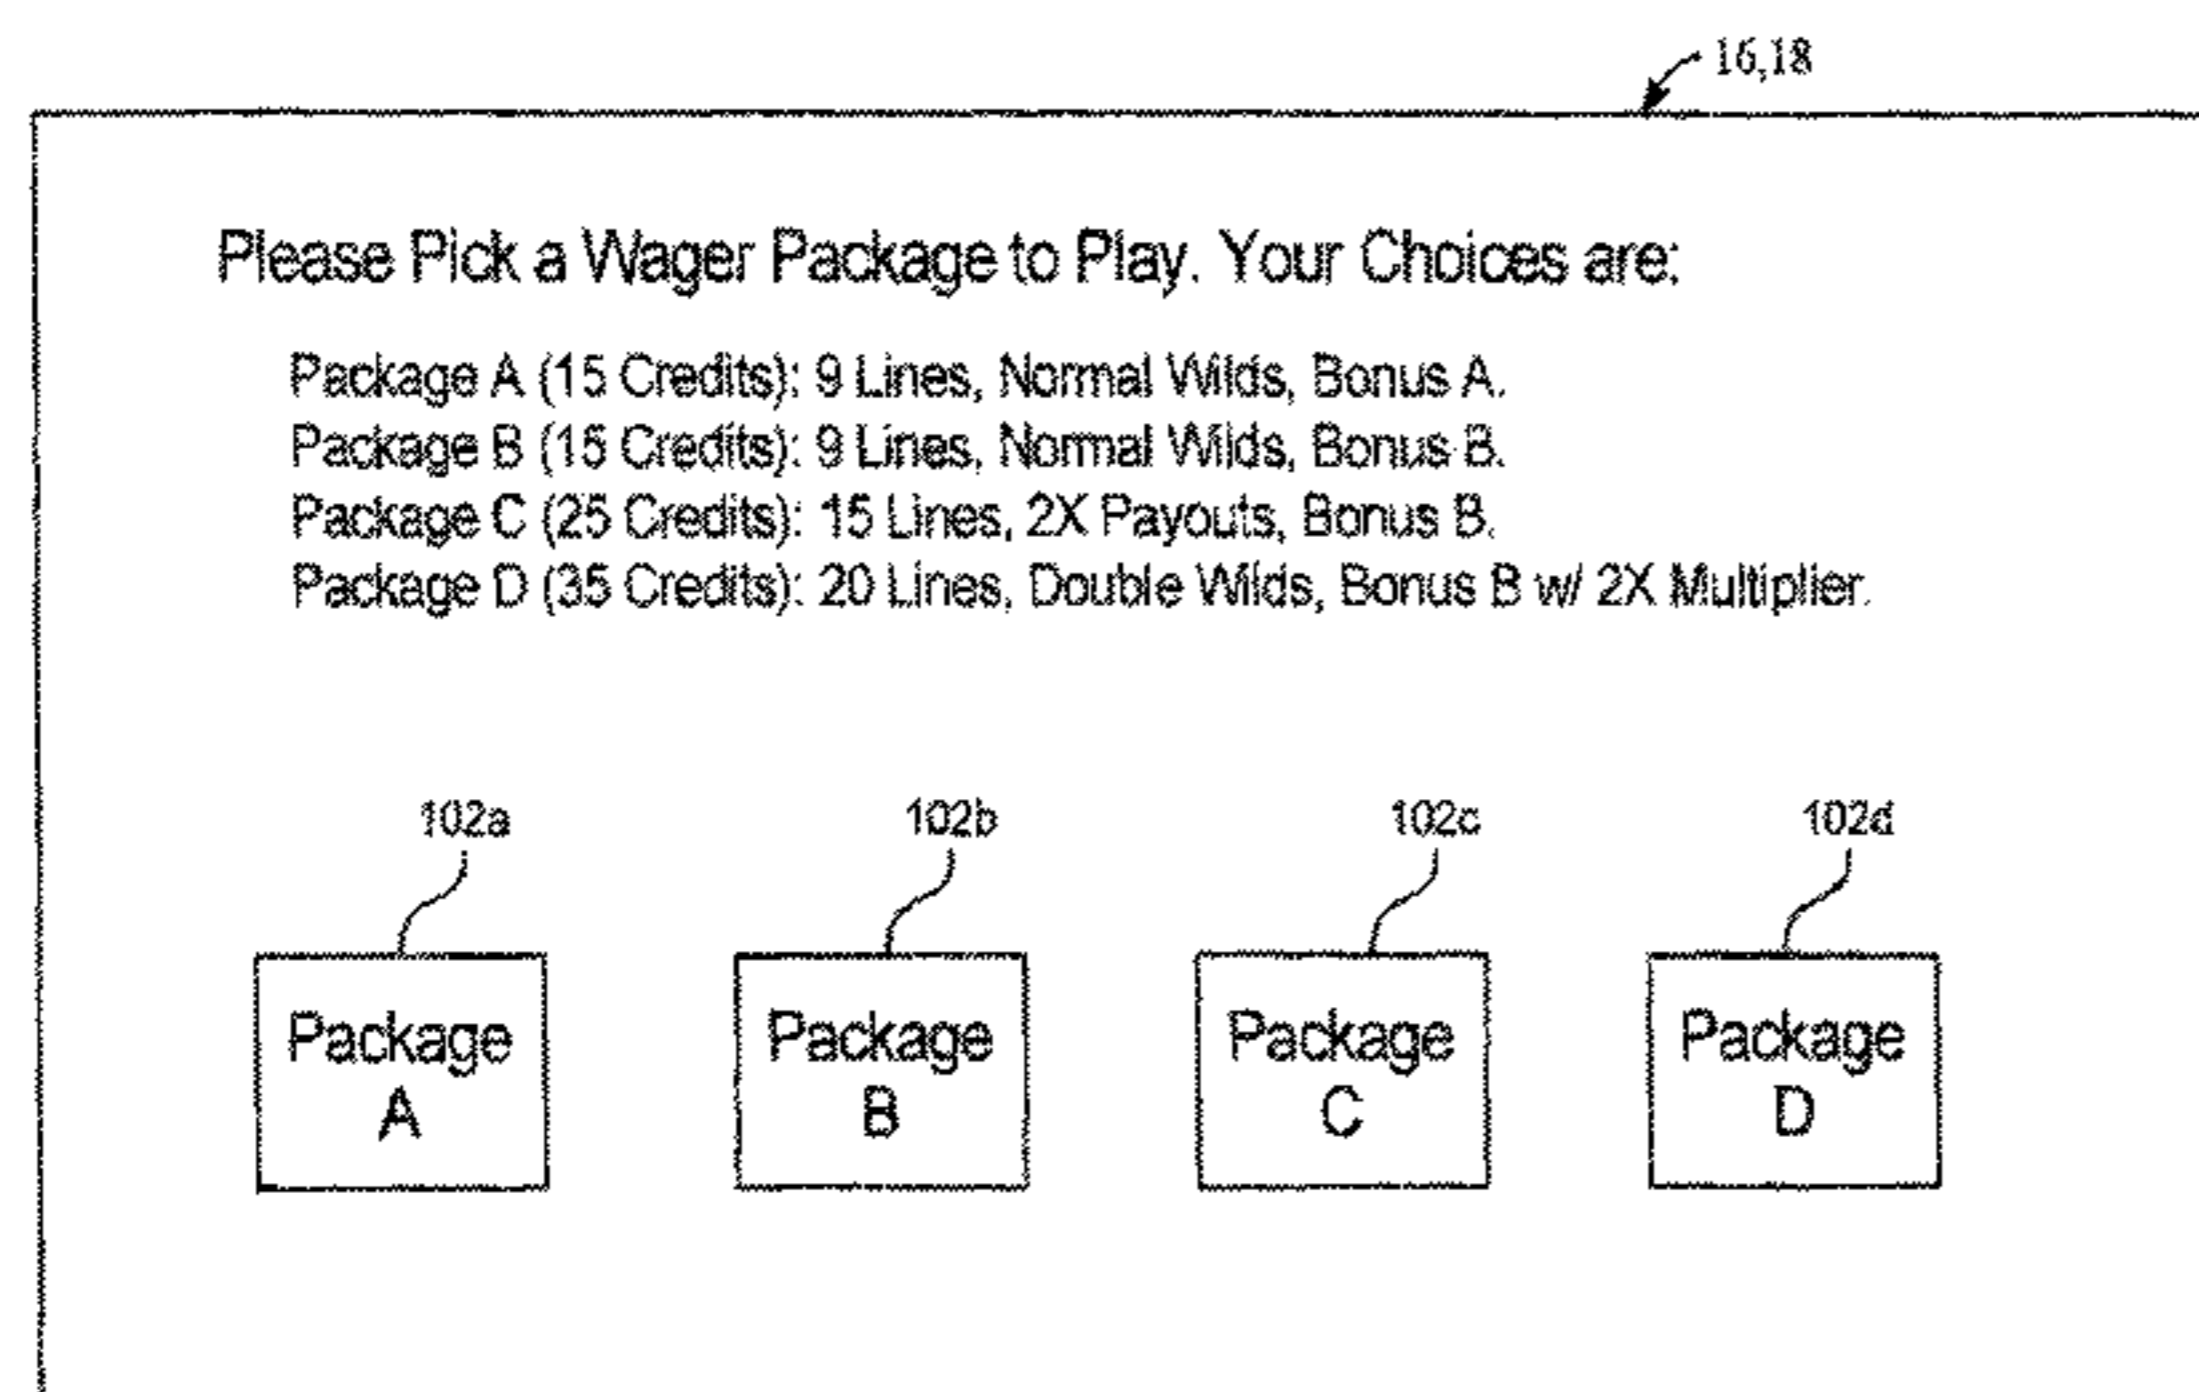 16,18
Please Pick a Wager Package to Play. Your Choices are:
Package A (15 Credits): 9 Lines, Normal Wilds, Bonus A.
Package B (15 Credits): 9 Lines, Normal Wilds, Bonus B.
Package C (25 Credits): 15 Lines, 2X Payouts, Bonus B.
Package D (35 Credits): 20 Lines, Double Wilds, Bonus B w/ 2X Multiplier.
102a 102b 102c 102d
Package Package Package Package
A B C D